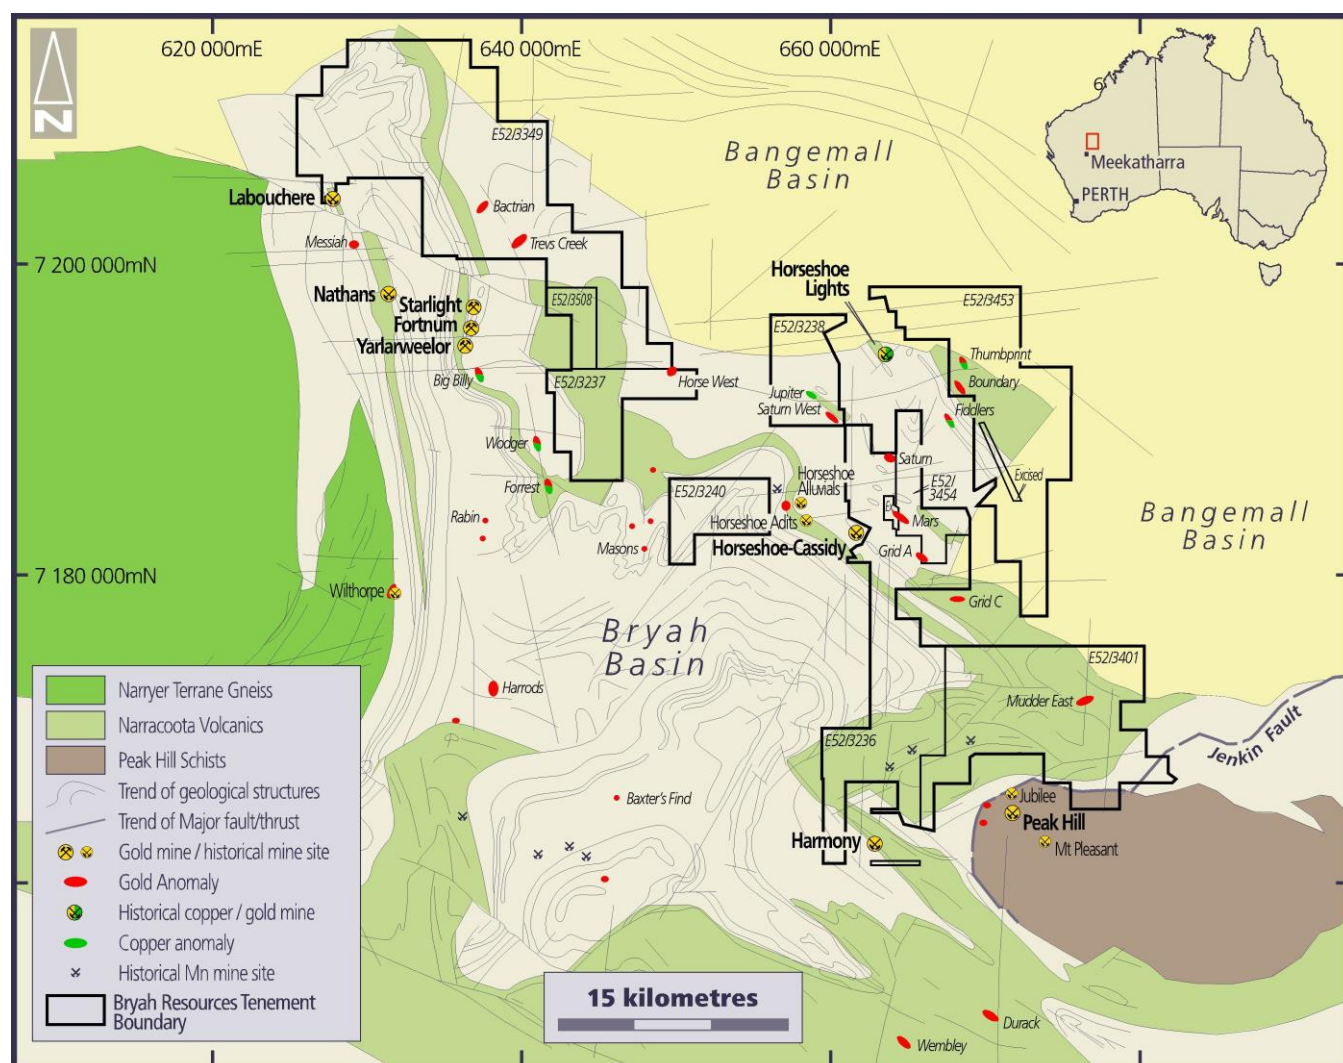 620 000mE
640 000mE
660 000mE
6
N
E52/3349
Bangemall
Basin
Meekatharra
PERTH
Labouchere
Bactrian
Messiah
Trevs Creek
7 200 000mN
Horseshoe
Lights
Nathans
Starlight
Fortnum
Yarlarweelor
E52/3508
E52/3238
E52/3453
Thumbprint
Big Billy
E52/3237
Horse West
Boundary
Jupiter
Saturn West
Fiddlers
Wodger
Saturn
Forrest
E52/3240
Horseshoe
Alluvials
E52/
3454
Excised
Rabin
Horseshoe Adits
E
Mars
Bangemall
Basin
Masons
Horseshoe-Cassidy
Grid A
7 180 000mN
Wilthorpe
Grid C
Bryah
Basin
E52/3401
Harrods
Mudder East
E52/3236
Jenkin Fault
Baxter's Find
Jubilee
Peak Hill
Harmony
Mt Pleasant
Narryer Terrane Gneiss
Narracoota Volcanics
Peak Hill Schists
Trend of geological structures
Trend of Major fault/thrust
Gold mine / historical mine site
Gold Anomaly
Historical copper / gold mine
Copper anomaly
Historical Mn mine site
Bryah Resources Tenement
Boundary
15 kilometres
Durack
Wembley